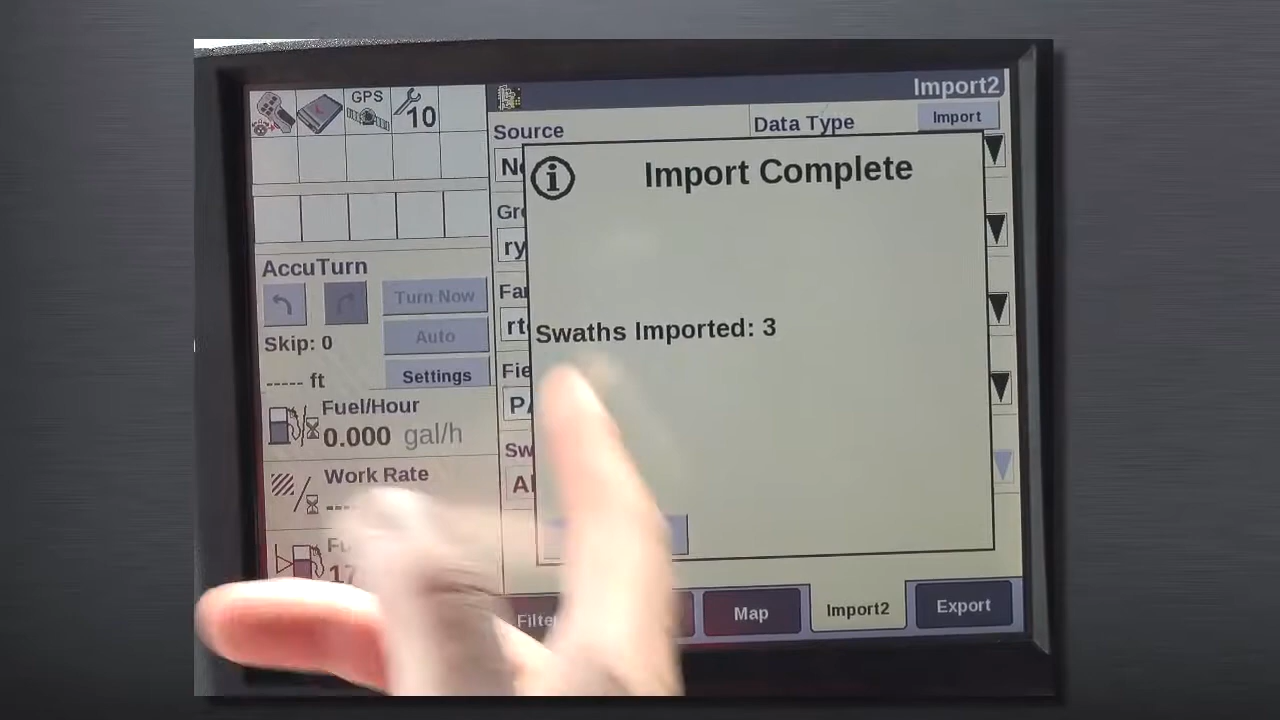 GPS
10
Import2
Source
Data Type
Import
Import Complete
AccuTurn
Turn Now
Auto
Skip: 0
Settings
----- ft
Swaths Imported: 3
Fuel/Hour
0.000 gal/h
Work Rate
Map
Import2
Export